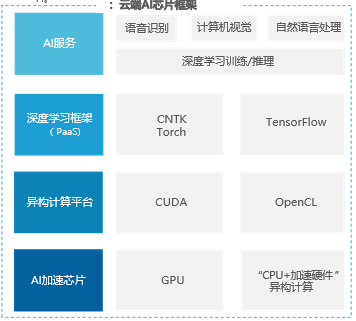 ：云端AI芯片框架
AI服务
语音识别
计算机视觉
自然语言处理
深度学习训练/推理
深度学习框架
（PaaS）
CNTK
Torch
TensorFlow
异构计算平台
CUDA
OpenCL
AI加速芯片
GPU
“CPU+加速硬件”
异构计算